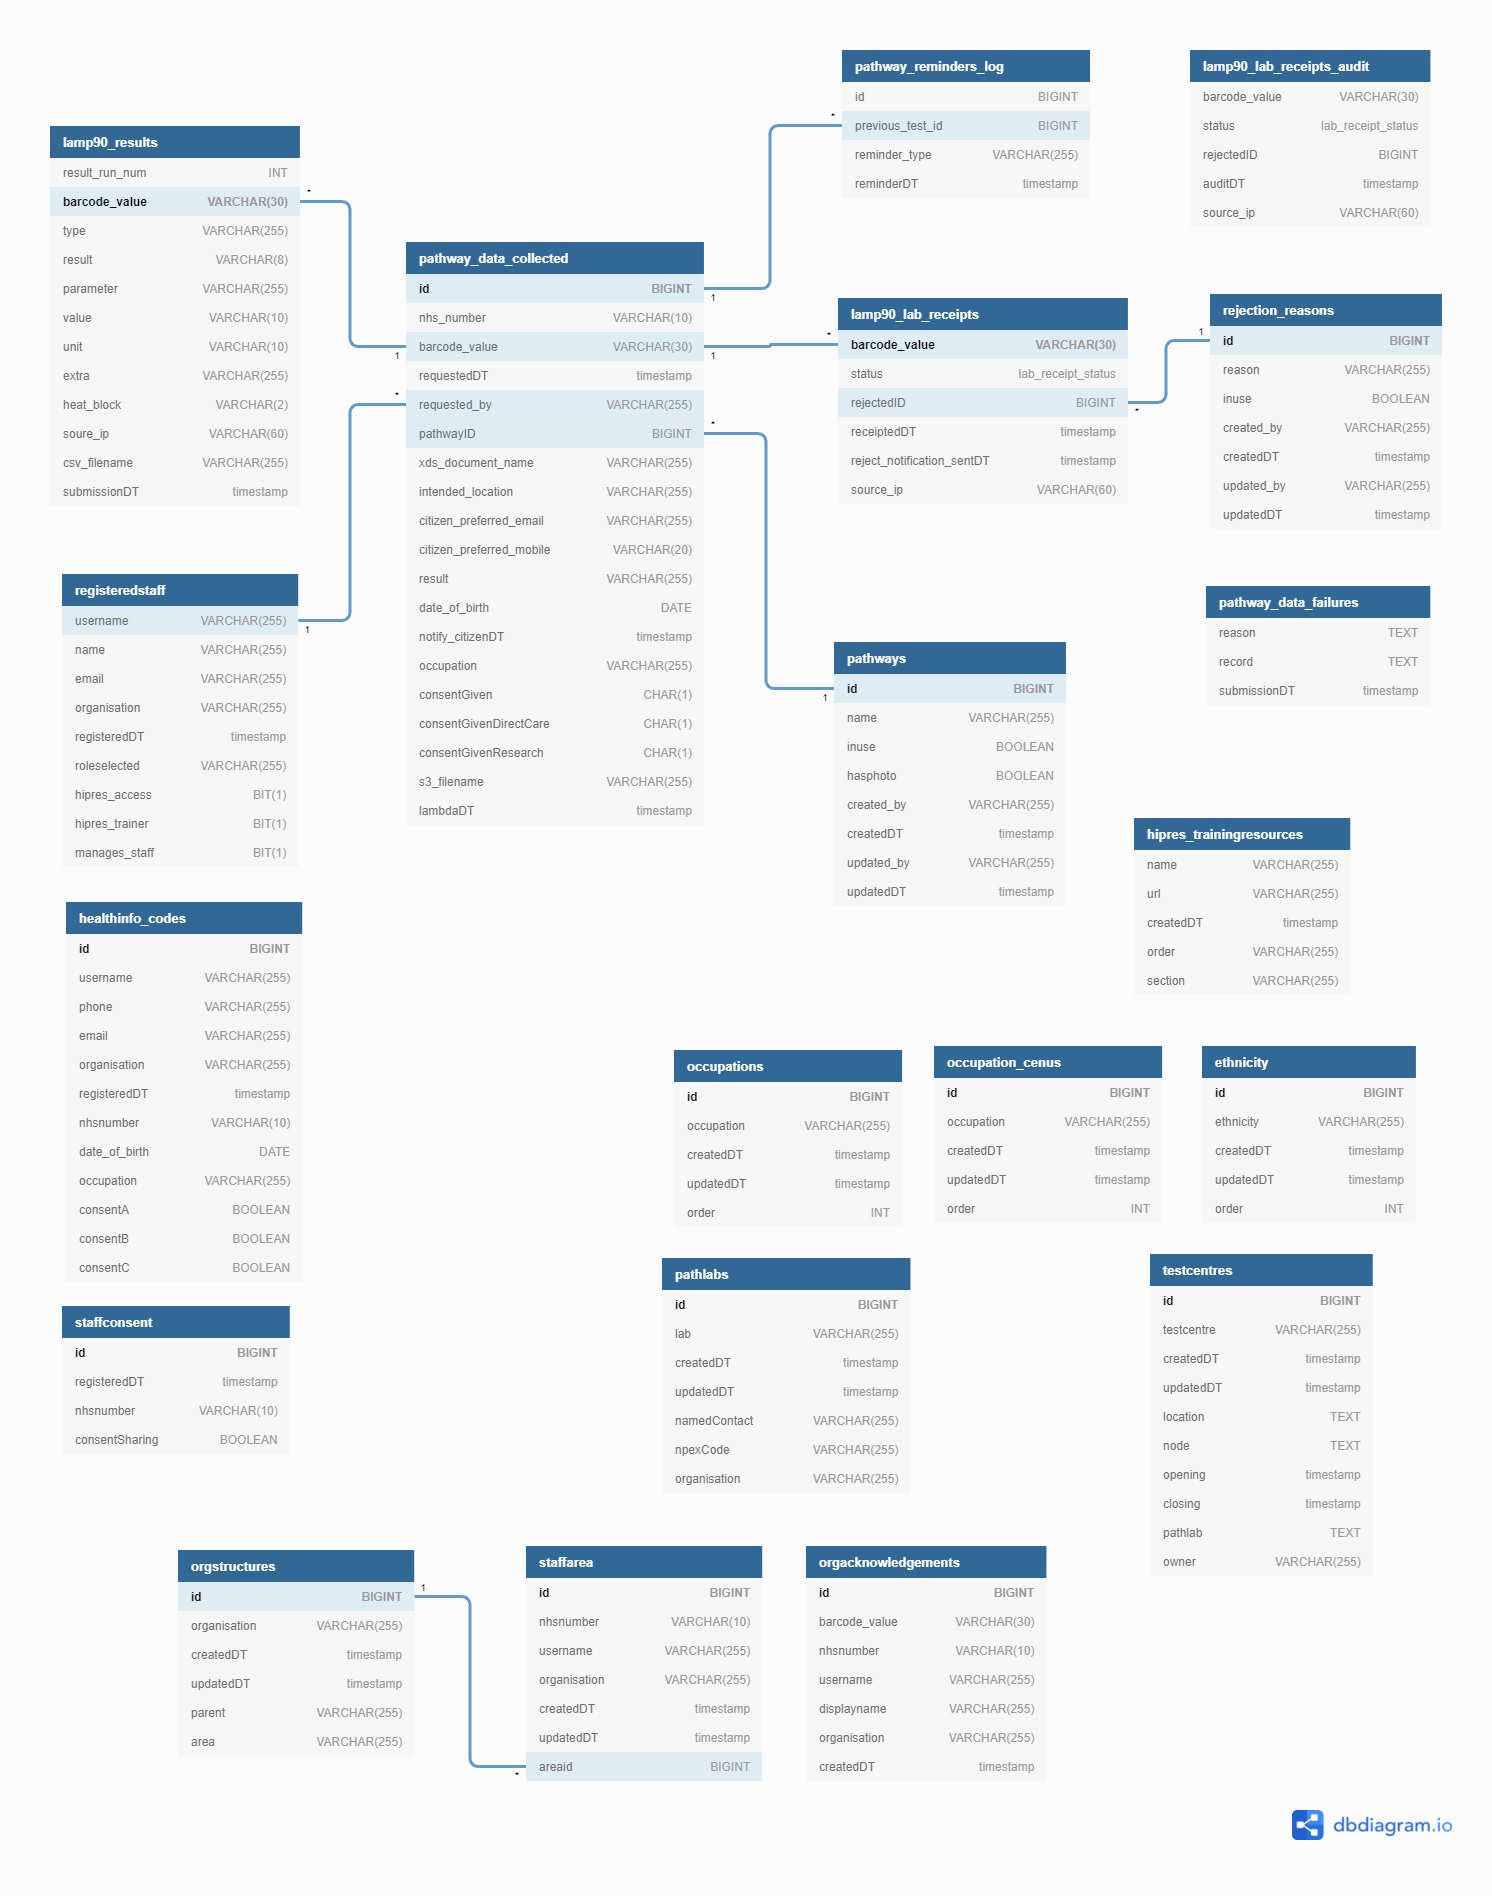 pathway_reminders_log
id BIGINT
previous_test_id BIGINT
reminder_type VARCHAR(255)
reminderDT timestamp
lamp90_lab_receipts_audit
barcode_value VARCHAR(30)
status lab_receipt_status
rejectedID BIGINT
auditDT timestamp
source_ip VARCHAR(60)
lamp90_results
result_run_num INT
barcode_value VARCHAR(30)
type VARCHAR(255)
result VARCHAR(8)
parameter VARCHAR(255)
value VARCHAR(10)
unit VARCHAR(10)
extra VARCHAR(255)
heat_block VARCHAR(2)
soure_ip VARCHAR(60)
csv_filename VARCHAR(255)
submissionDT timestamp
*
1
pathway_data_collected
id BIGINT
nhs_number VARCHAR(10)
barcode_value VARCHAR(30)
requestedDT timestamp
requested_by VARCHAR(255)
pathwayID BIGINT
xds_document_name VARCHAR(255)
intended_location VARCHAR(255)
citizen_preferred_email VARCHAR(255)
citizen_preferred_mobile VARCHAR(20)
result VARCHAR(255)
date_of_birth DATE
notify_citizenDT timestamp
occupation VARCHAR(255)
consentGiven CHAR(1)
consentGivenDirectCare CHAR(1)
consentGivenResearch CHAR(1)
s3_filename VARCHAR(255)
lambdaDT timestamp
1
*
1
*
*
1
lamp90_lab_receipts
barcode_value VARCHAR(30)
status lab_receipt_status
rejectedID BIGINT
receiptedDT timestamp
reject_notification_sentDT timestamp
source_ip VARCHAR(60)
*
1
rejection_reasons
id BIGINT
reason VARCHAR(255)
inuse BOOLEAN
created_by VARCHAR(255)
createdDT timestamp
updated_by VARCHAR(255)
updatedDT timestamp
registeredstaff
username VARCHAR(255)
name VARCHAR(255)
email VARCHAR(255)
organisation VARCHAR(255)
registeredDT timestamp
roleselected VARCHAR(255)
hipres_access BIT(1)
hipres_trainer BIT(1)
manages_staff BIT(1)
1
*
pathway_data_failures
reason TEXT
record TEXT
submissionDT timestamp
pathways
id BIGINT
name VARCHAR(255)
inuse BOOLEAN
hasphoto BOOLEAN
created_by VARCHAR(255)
createdDT timestamp
updated_by VARCHAR(255)
updatedDT timestamp
hipres_trainingresources
name VARCHAR(255)
url VARCHAR(255)
createdDT timestamp
order VARCHAR(255)
section VARCHAR(255)
healthinfo_codes
id BIGINT
username VARCHAR(255)
phone VARCHAR(255)
email VARCHAR(255)
organisation VARCHAR(255)
registeredDT timestamp
nhsnumber VARCHAR(10)
date_of_birth DATE
occupation VARCHAR(255)
consentA BOOLEAN
consentB BOOLEAN
consentC BOOLEAN
occupations
id BIGINT
occupation VARCHAR(255)
createdDT timestamp
updatedDT timestamp
order INT
occupation_cenus
id BIGINT
occupation VARCHAR(255)
createdDT timestamp
updatedDT timestamp
order INT
ethnicity
id BIGINT
ethnicity VARCHAR(255)
createdDT timestamp
updatedDT timestamp
order INT
staffconsent
id BIGINT
registeredDT timestamp
nhsnumber VARCHAR(10)
consentSharing BOOLEAN
pathlabs
id BIGINT
lab VARCHAR(255)
createdDT timestamp
updatedDT timestamp
namedContact VARCHAR(255)
npexCode VARCHAR(255)
organisation VARCHAR(255)
testcentres
id BIGINT
testcentre VARCHAR(255)
createdDT timestamp
updatedDT timestamp
location TEXT
node TEXT
opening timestamp
closing timestamp
pathlab TEXT
owner VARCHAR(255)
orgstructures
id BIGINT
organisation VARCHAR(255)
createdDT timestamp
updatedDT timestamp
parent VARCHAR(255)
area VARCHAR(255)
1
*
staffarea
id BIGINT
nhsnumber VARCHAR(10)
username VARCHAR(255)
organisation VARCHAR(255)
createdDT timestamp
updatedDT timestamp
areaid BIGINT
orgacknowledgements
id BIGINT
barcode_value VARCHAR(30)
nhsnumber VARCHAR(10)
username VARCHAR(255)
displayname VARCHAR(255)
organisation VARCHAR(255)
createdDT timestamp
dbdiagram.io